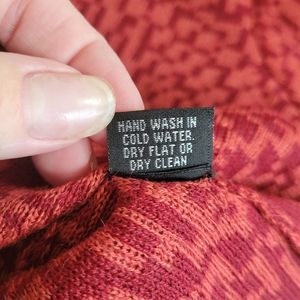 HAND WASH IN
COLD WATER.
DRY FLAT OR
DRY CLEAN